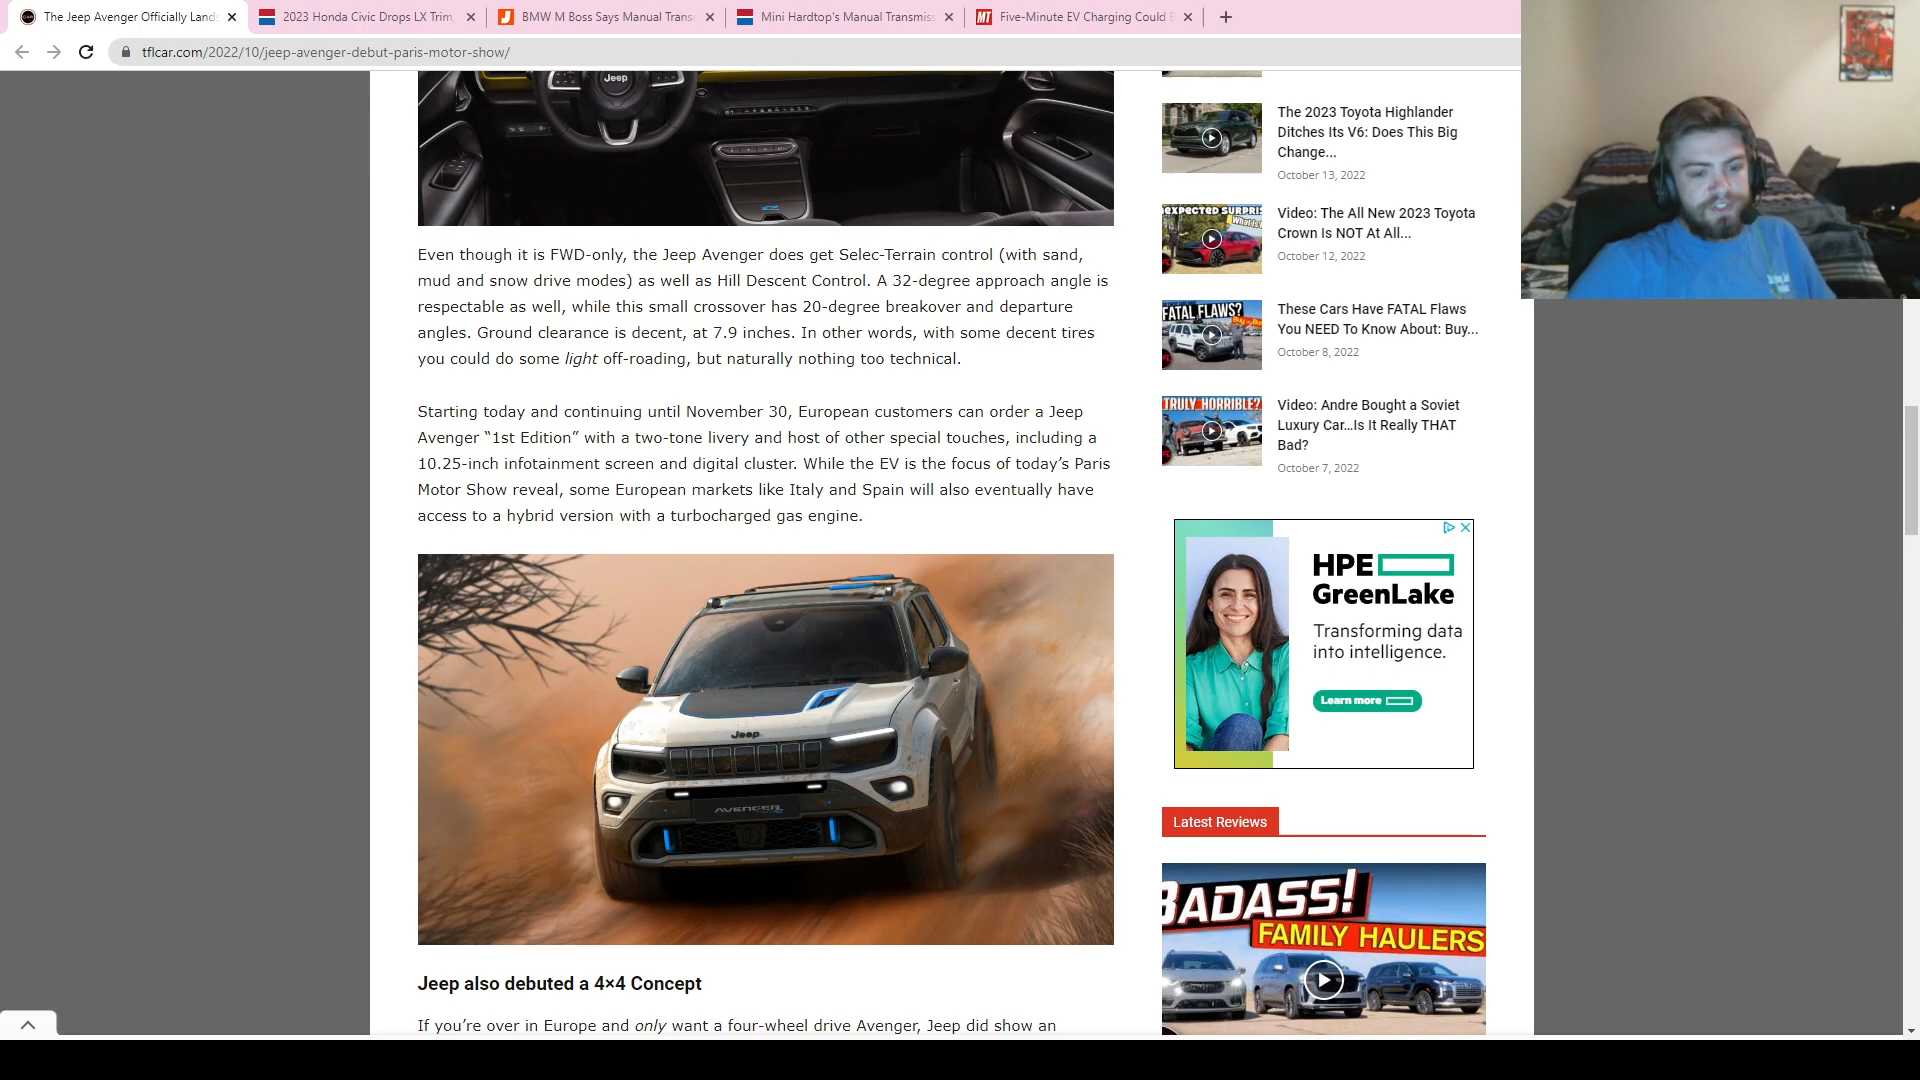 The Jeep Avenger Officially Lands
2023 Honda Civic Drops LX Trim,
BMW M Boss Says Manual Trans
Mini Hardtop's Manual Transmiss
MT
Five-Minute EV Charging Could B
tflcar.com/2022/10/jeep-avenger-debut-paris-motor-show/
Jeep
Even though it is FWD-only, the Jeep Avenger does get Selec-Terrain control (with sand,
mud and snow drive modes) as well as Hill Descent Control. A 32-degree approach angle is
respectable as well, while this small crossover has 20-degree breakover and departure
angles. Ground clearance is decent, at 7.9 inches. In other words, with some decent tires
you could do some light off-roading, but naturally nothing too technical.
Starting today and continuing until November 30, European customers can order a Jeep
Avenger “1st Edition” with a two-tone livery and host of other special touches, including a
10.25-inch infotainment screen and digital cluster. While the EV is the focus of today’s Paris
Motor Show reveal, some European markets like Italy and Spain will also eventually have
access to a hybrid version with a turbocharged gas engine.
Jeep
AVENGER
Jeep also debuted a 4×4 Concept
If you’re over in Europe and only want a four-wheel drive Avenger, Jeep did show an
The 2023 Toyota Highlander
Ditches Its V6: Does This Big
Change...
October 13, 2022
EXPECTED SURPRIS
Video: The All New 2023 Toyota
Crown Is NOT At All...
October 12, 2022
FATAL FLAWS?
These Cars Have FATAL Flaws
You NEED To Know About: Buy...
October 8, 2022
TRULY HORRIBLE?
Video: Andre Bought a Soviet
Luxury Car...Is It Really THAT
Bad?
October 7, 2022
HPE
GreenLake
Transforming data
into intelligence.
Learn more
Latest Reviews
BADASS!
FAMILY HAULERS